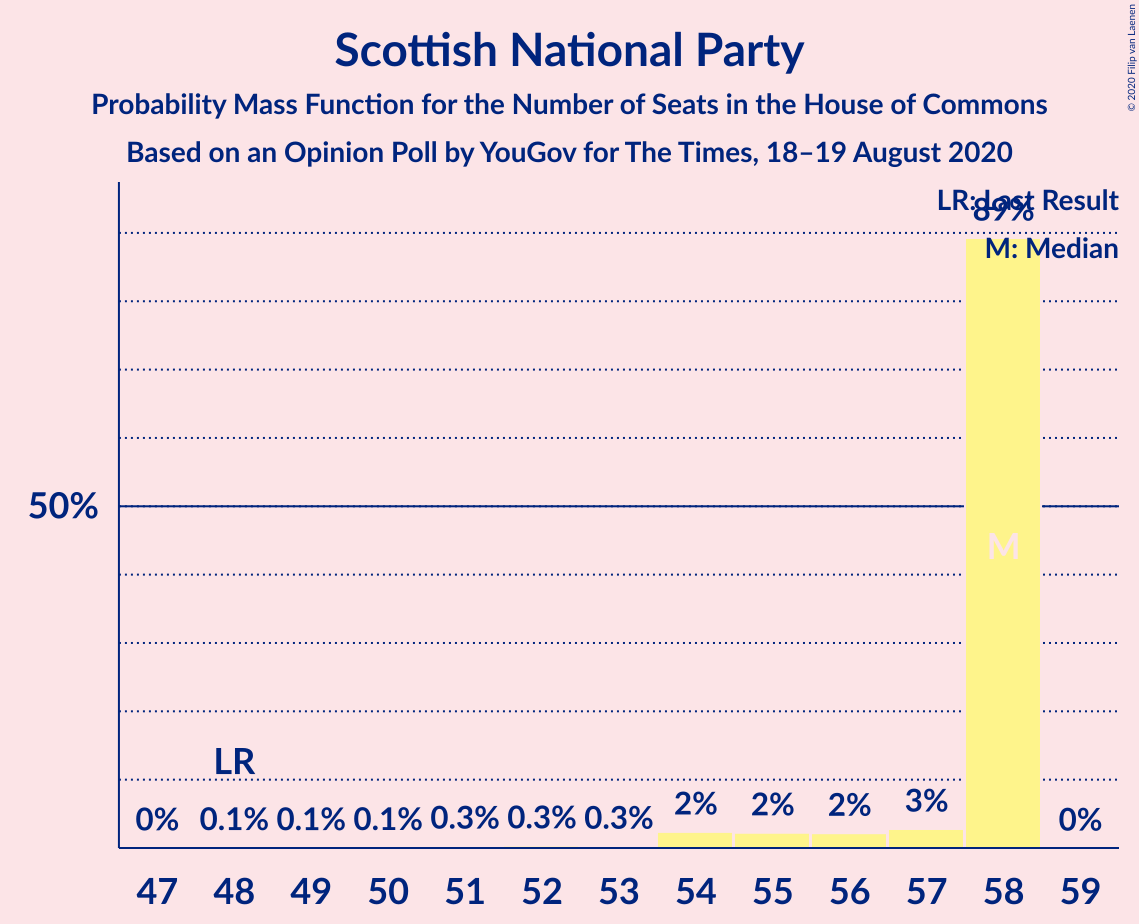 Scottish National Party
Probability Mass Function for the Number of Seats in the House of Commons
Based on an Opinion Poll by YouGov for The Times, 18–19 August 2020
© 2020 Filip van Laenen
LR: Last Result
89%
M: Median
50%
M
LR
0% 0.1% 0.1% 0.1% 0.3% 0.3% 0.3% 2% 2% 2% 3% 0%
47 48 49 50 51 52 53 54 55 56 57 58 59